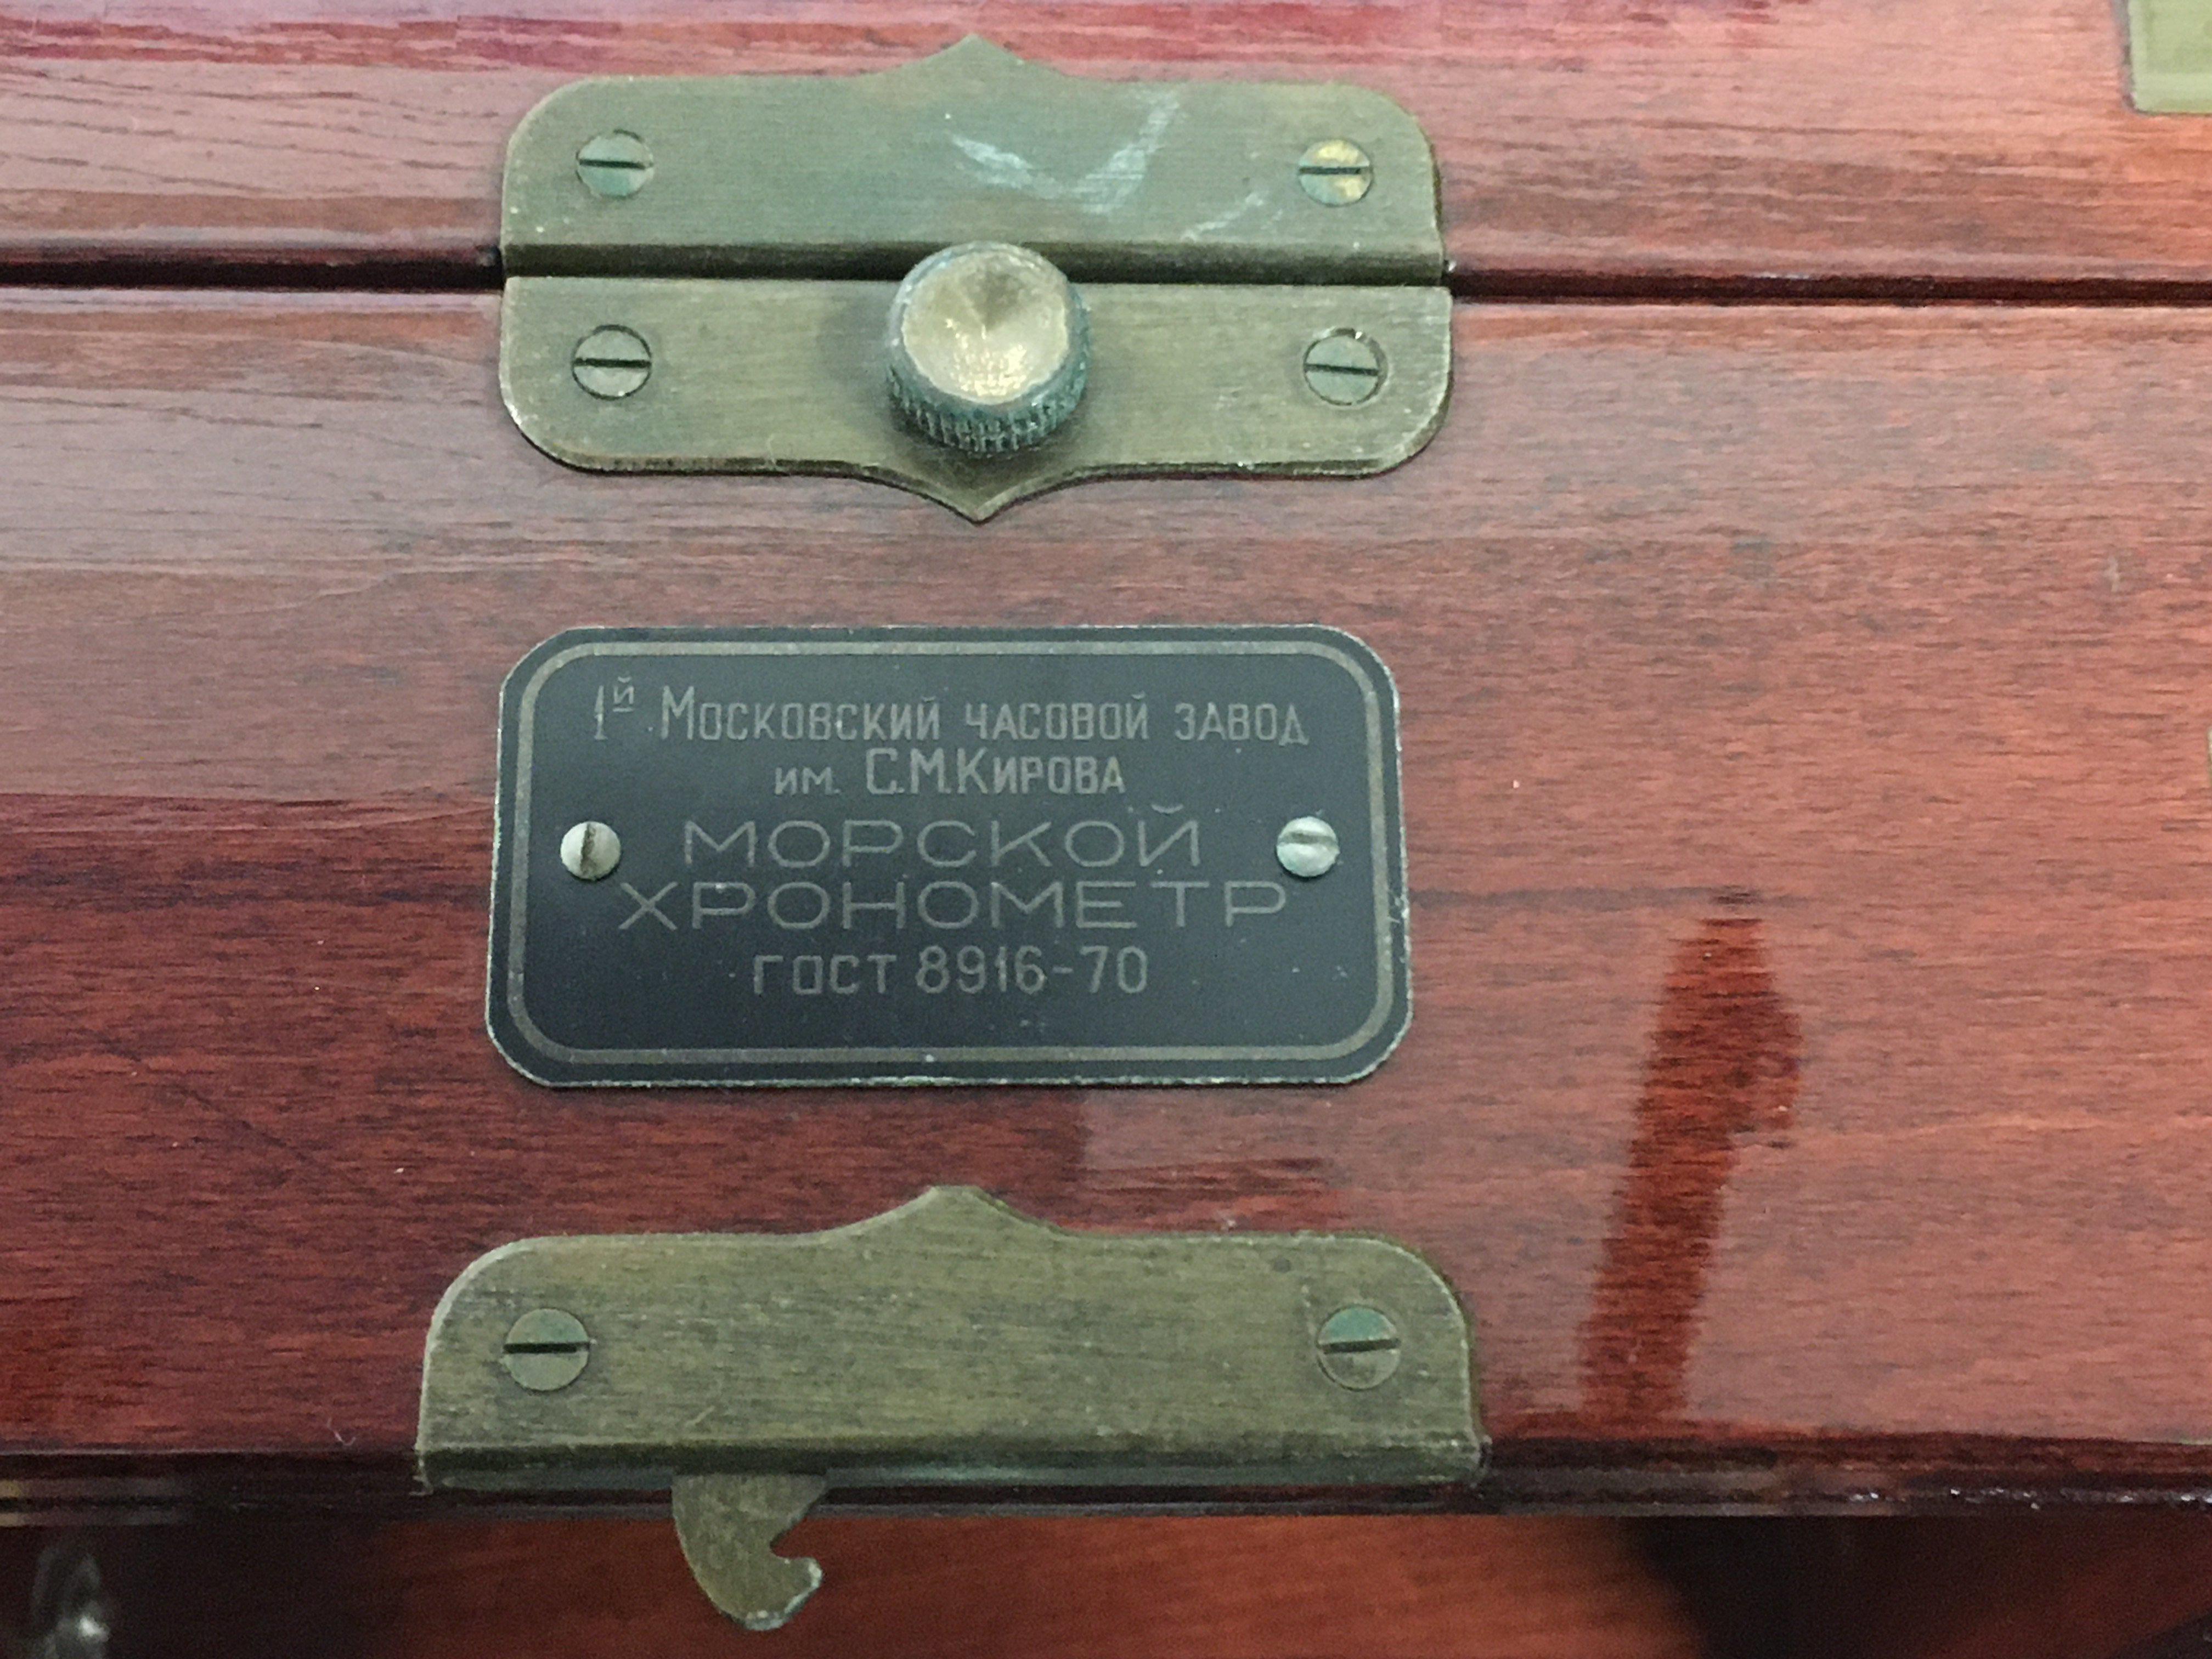 1й Московский часовой завод
им. С.М.Кирова
МОРСКОЙ
ХРОНОМЕТР
ГОСТ 8916-70